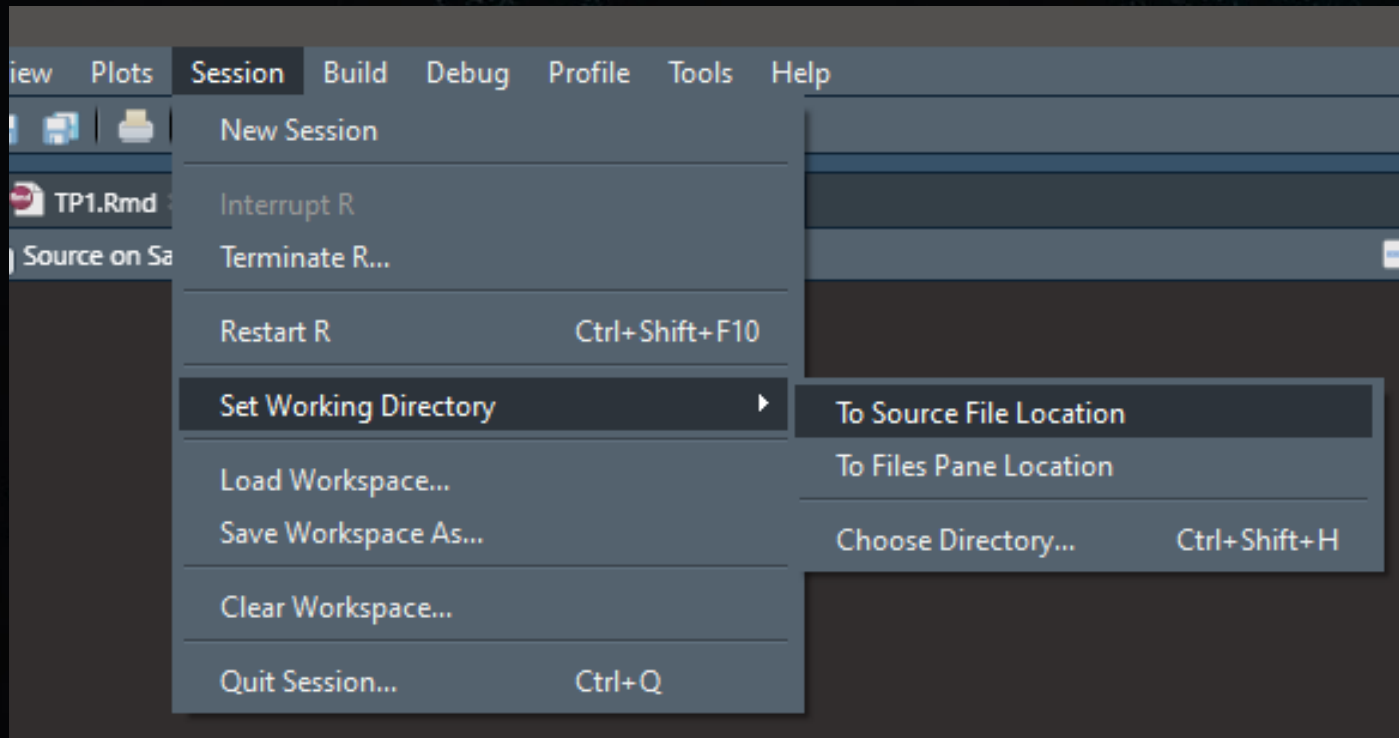 iew Plots Session Build Debug Profile Tools Help
New Session
TP1.Rmd
Interrupt R
Source on Sa
Terminate R...
Restart R Ctrl+Shift+F10
Set Working Directory
To Source File Location
To Files Pane Location
Load Workspace...
Save Workspace As...
Choose Directory... Ctrl+Shift+H
Clear Workspace...
Quit Session... Ctrl+Q